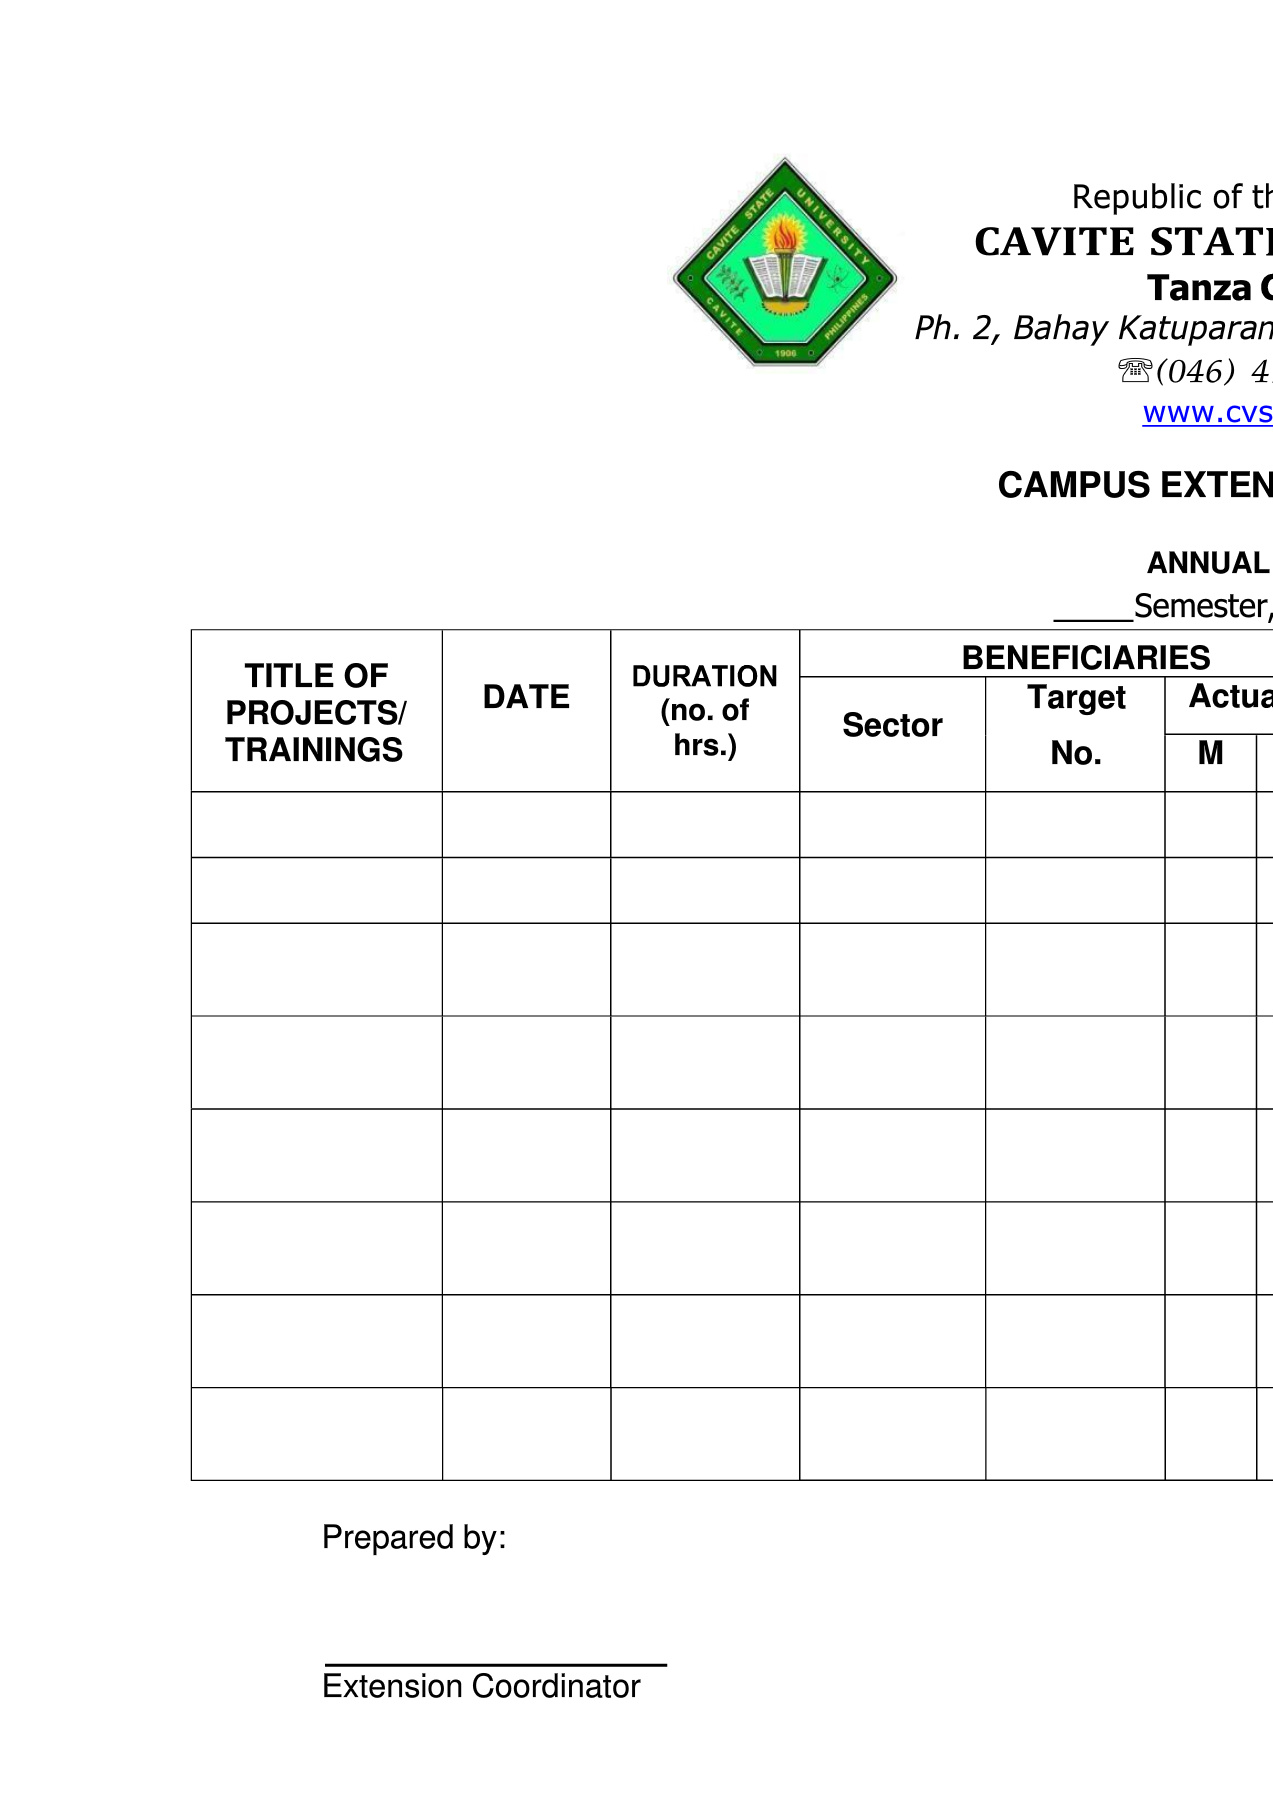 CAVITE STATE UNIVERSITY
CAVITE
PHILIPPINES
1906
Republic of th
CAVITE STATE
Tanza C
Ph. 2, Bahay Katuparan
☏(046) 4
www.cvs
CAMPUS EXTEN
ANNUAL
_____Semester,
TITLE OF
PROJECTS/
TRAININGS
DATE
DURATION
(no. of
hrs.)
BENEFICIARIES
Sector
Target
No.
Actua
M
Prepared by:
Extension Coordinator